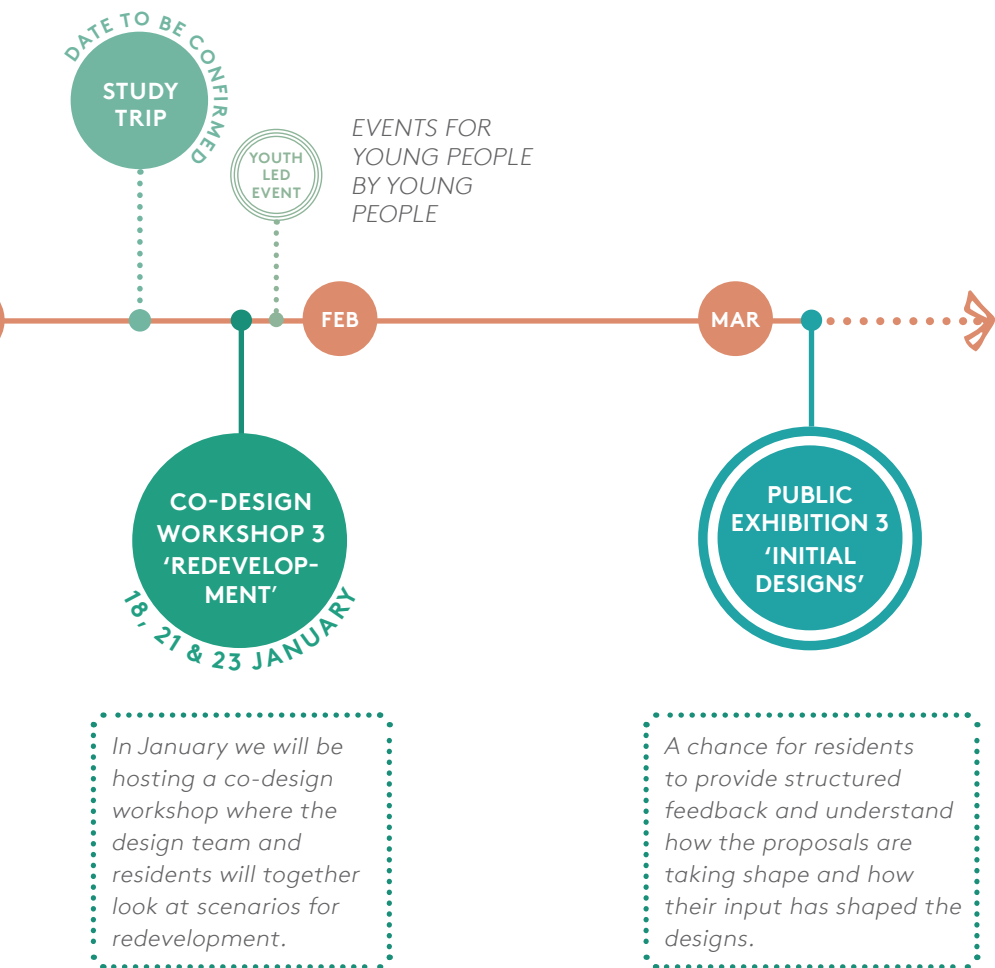 DATE TO BE CONFIRMED
STUDY
TRIP
YOUTH
LED
EVENT
EVENTS FOR
YOUNG PEOPLE
BY YOUNG
PEOPLE
FEB
MAR
CO-DESIGN
WORKSHOP 3
‘REDEVELOP-
MENT’
18, 21 & 23 JANUARY
PUBLIC
EXHIBITION 3
‘INITIAL
DESIGNS’
In January we will be
hosting a co-design
workshop where the
design team and
residents will together
look at scenarios for
redevelopment.
A chance for residents
to provide structured
feedback and understand
how the proposals are
taking shape and how
their input has shaped the
designs.